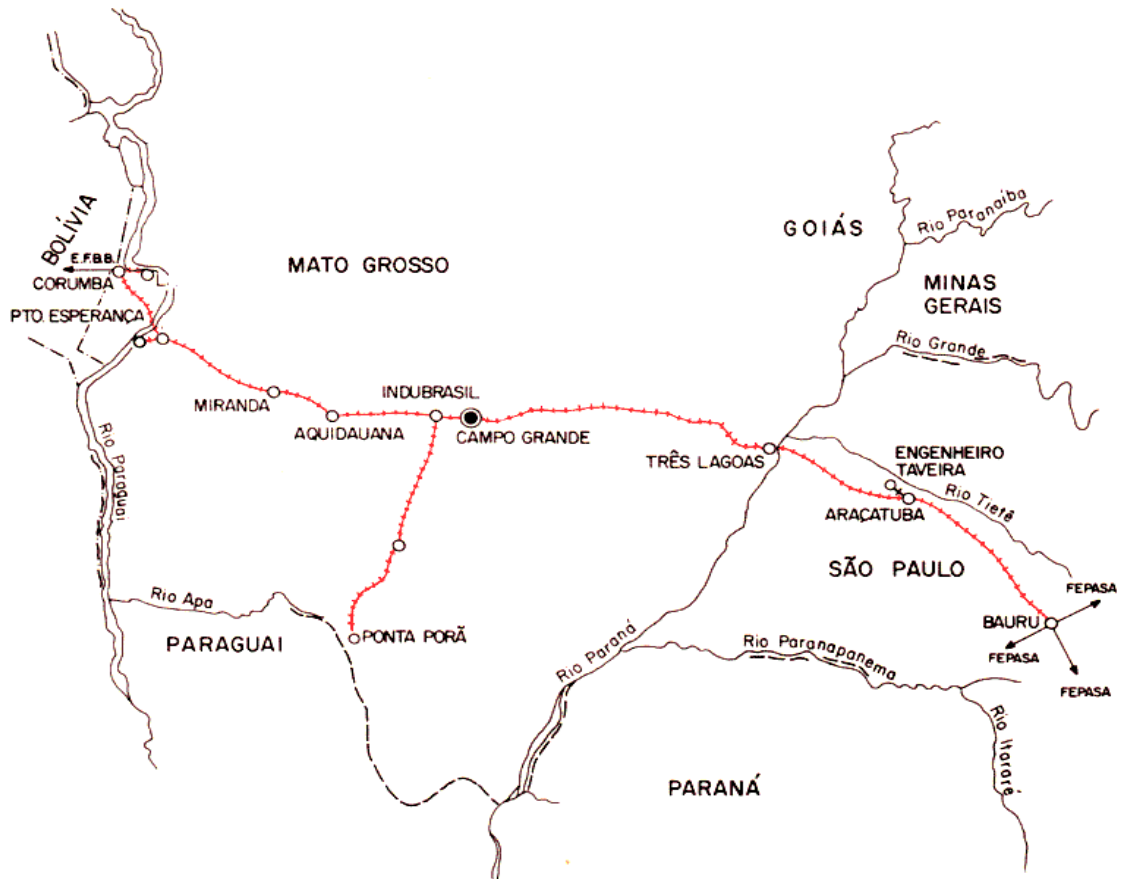 BOLÍVIA
E.F.B.B.
CORUMBA
PTO. ESPERANÇA
MATO GROSSO
GOIÁS
Rio Paranaíba
MINAS
GERAIS
Rio Grande
MIRANDA
AQUIDAUANA
INDUBRASIL
CAMPO GRANDE
TRÊS LAGOAS
ENGENHEIRO
TAVEIRA
Rio Tietê
ARAÇATUBA
SÃO PAULO
Rio Paraguai
Rio Apa
PARAGUAI
PONTA PORÃ
Rio Paraná
Rio Paranapanema
BAURU
FEPASA
FEPASA
FEPASA
Rio Itararé
PARANÁ